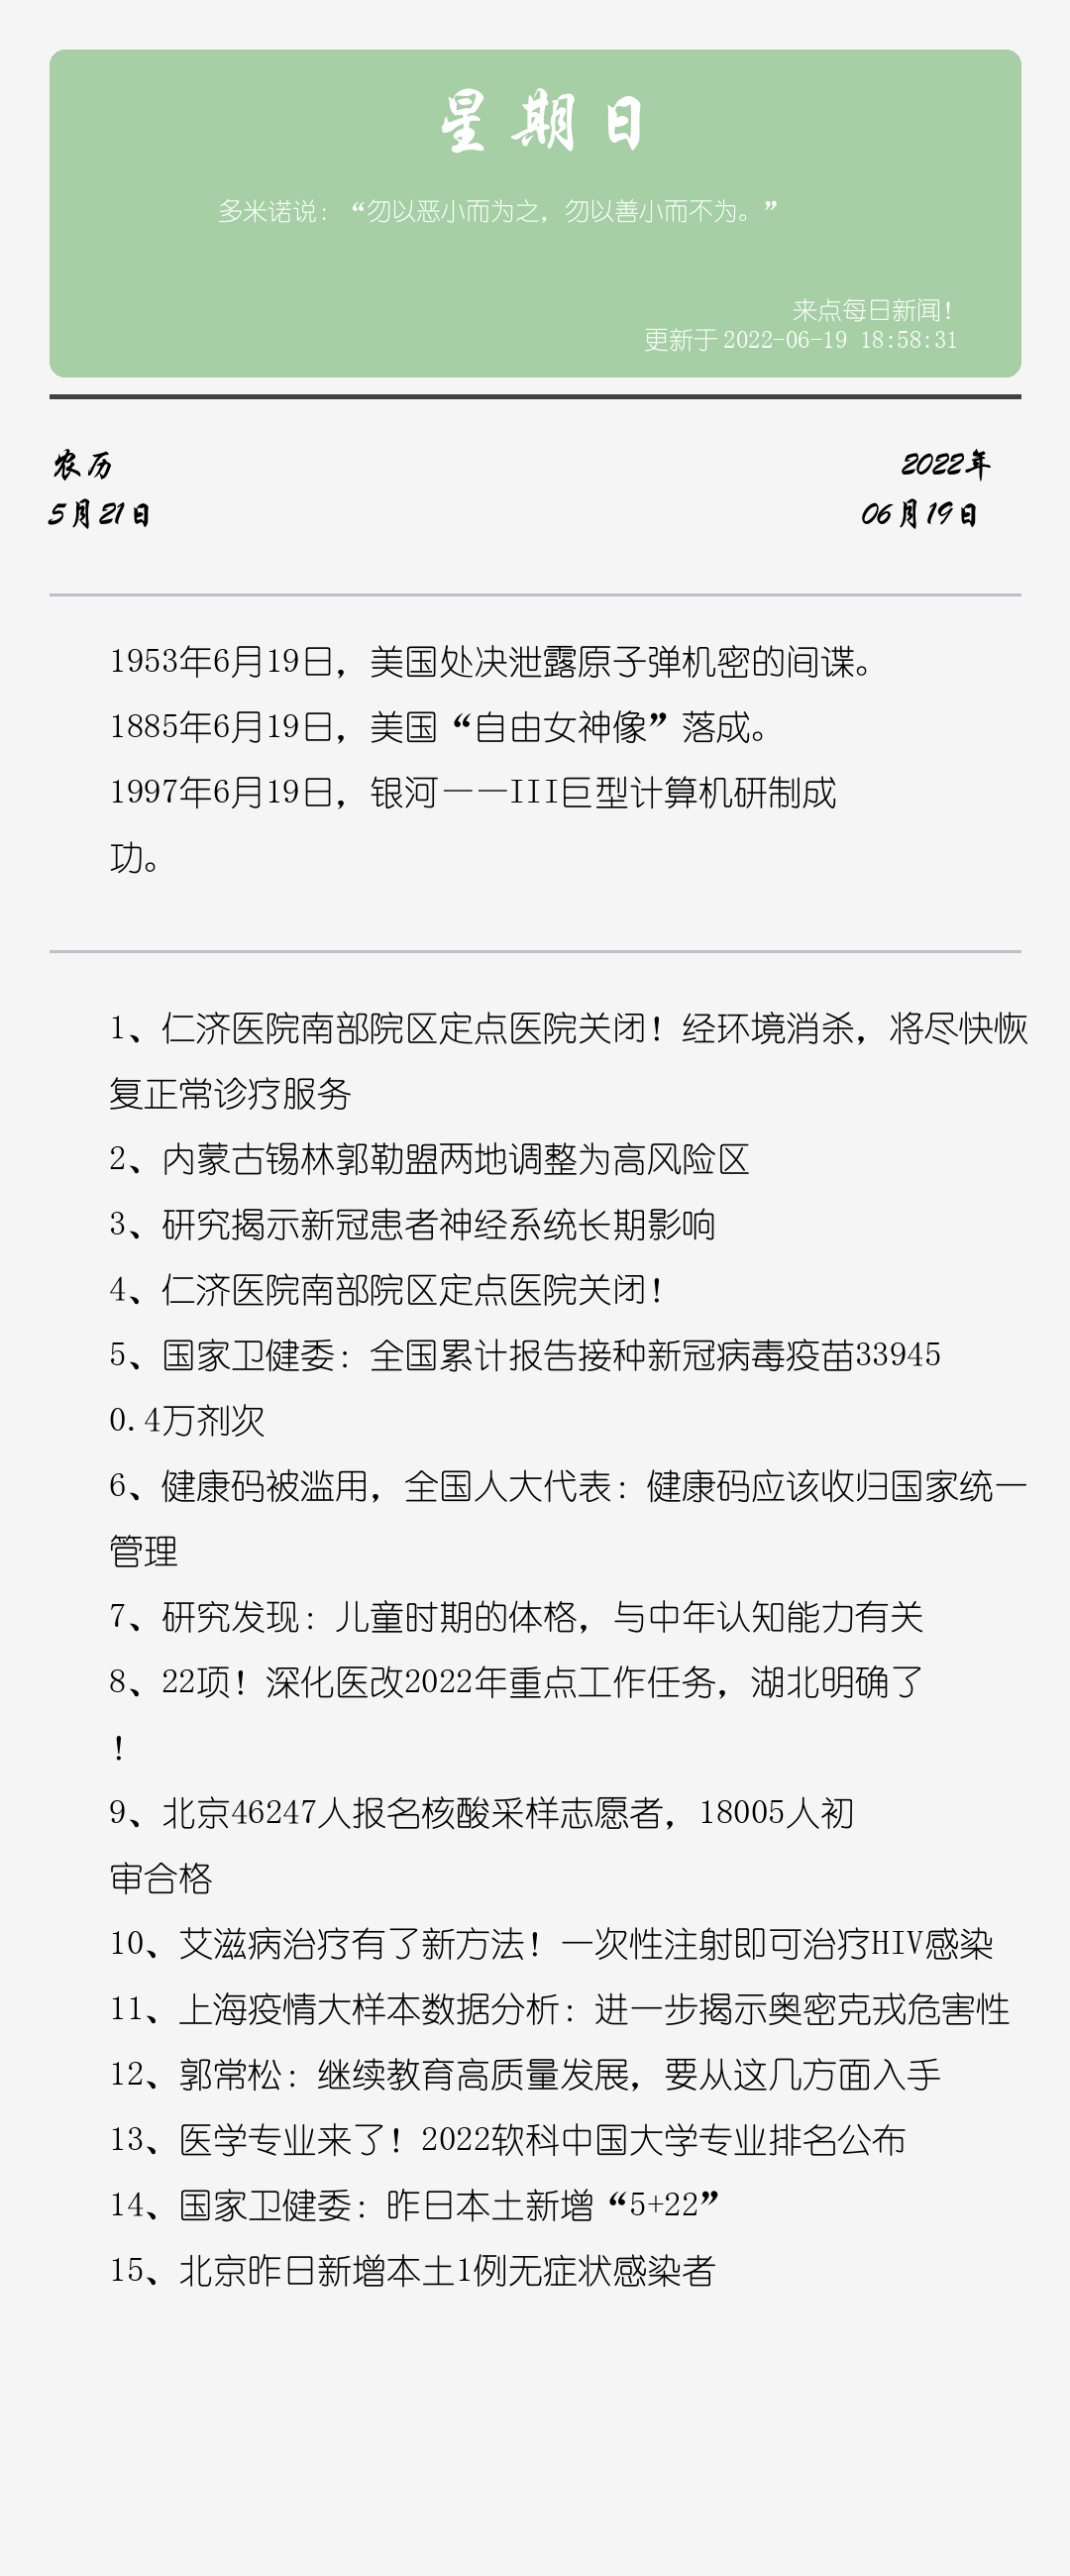 星期日
多米诺说：“勿以恶小而为之，勿以善小而不为。”
来点每日新闻！
更新于 2022-06-19 18:58:31
农历
5月21日
2022年
06月19日
1953年6月19日，美国处决泄露原子弹机密的间谍。
1885年6月19日，美国“自由女神像”落成。
1997年6月19日，银河——III巨型计算机研制成
功。
1、仁济医院南部院区定点医院关闭！经环境消杀，将尽快恢
复正常诊疗服务
2、内蒙古锡林郭勒盟两地调整为高风险区
3、研究揭示新冠患者神经系统长期影响
4、仁济医院南部院区定点医院关闭！
5、国家卫健委：全国累计报告接种新冠病毒疫苗33945
0.4万剂次
6、健康码被滥用，全国人大代表：健康码应该收归国家统一
管理
7、研究发现：儿童时期的体格，与中年认知能力有关
8、22项！深化医改2022年重点工作任务，湖北明确了
！
9、北京46247人报名核酸采样志愿者，18005人初
审合格
10、艾滋病治疗有了新方法！一次性注射即可治疗HIV感染
11、上海疫情大样本数据分析：进一步揭示奥密克戎危害性
12、郭常松：继续教育高质量发展，要从这几方面入手
13、医学专业来了！2022软科中国大学专业排名公布
14、国家卫健委：昨日本土新增“5+22”
15、北京昨日新增本土1例无症状感染者